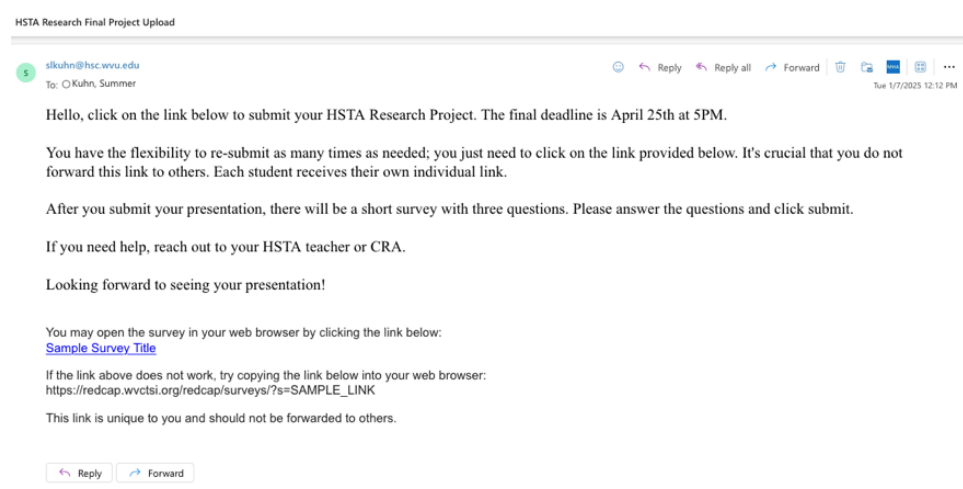 HSTA Research Final Project Upload
S
slkuhn@hsc.wvu.edu
Reply Reply all Forward
To: Kuhn, Summer
Tue 1/7/2025 12:12 PM
Hello, click on the link below to submit your HSTA Research Project. The final deadline is April 25th at 5PM.
You have the flexibility to re-submit as many times as needed; you just need to click on the link provided below. It's crucial that you do not
forward this link to others. Each student receives their own individual link.
After you submit your presentation, there will be a short survey with three questions. Please answer the questions and click submit.
If you need help, reach out to your HSTA teacher or CRA.
Looking forward to seeing your presentation!
You may open the survey in your web browser by clicking the link below:
Sample Survey Title
If the link above does not work, try copying the link below into your web browser:
https://redcap.wvctsi.org/redcap/surveys/?s=SAMPLE_LINK
This link is unique to you and should not be forwarded to others.
Reply Forward